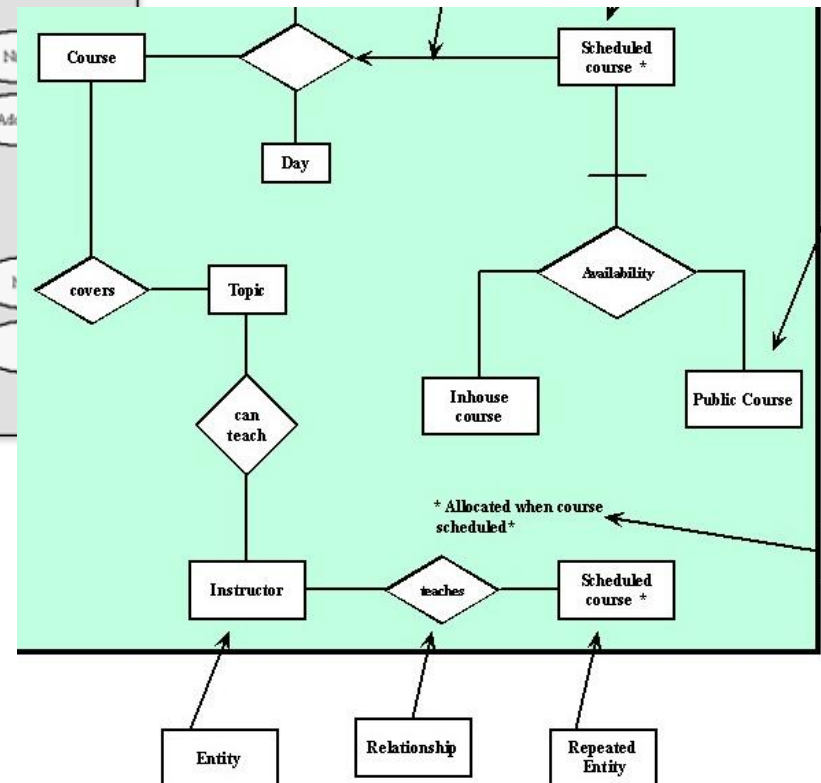 Course
Scheduled
course *
Day
covers
Topic
Availability
can
teach
Inhouse
course
Public Course
* Allocated when course
scheduled*
Instructor
teaches
Scheduled
course *
Entity
Relationship
Repeated
Entity